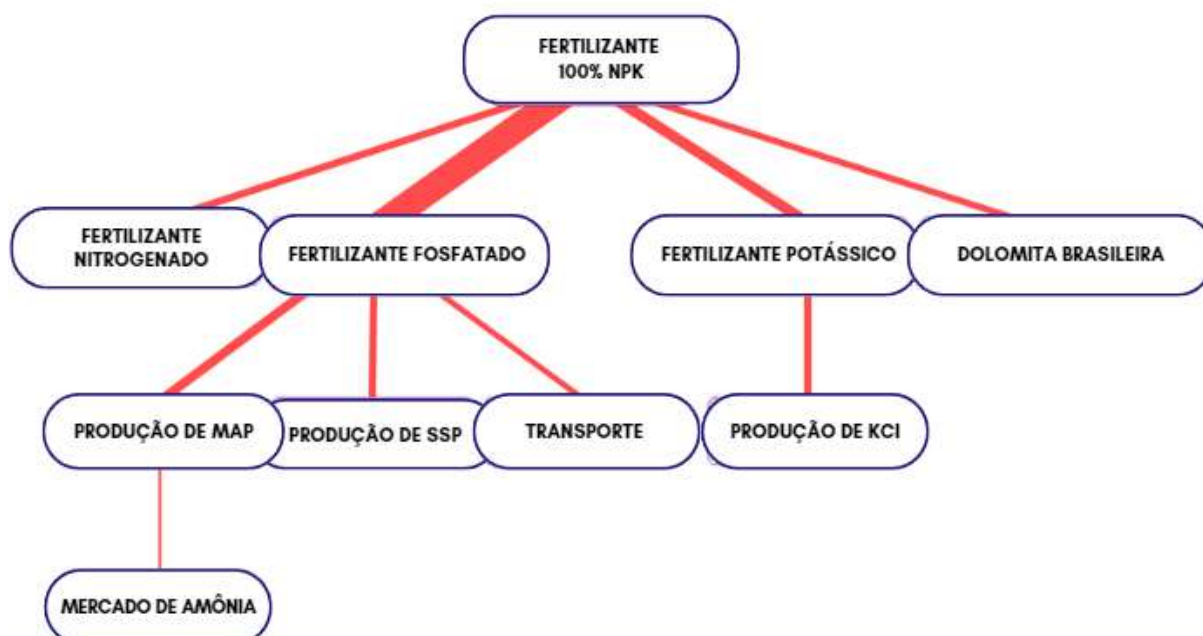 FERTILIZANTE
100% NPK
FERTILIZANTE
NITROGENADO
FERTILIZANTE FOSFATADO
FERTILIZANTE POTÁSSICO
DOLOMITA BRASILEIRA
PRODUÇÃO DE MAP
PRODUÇÃO DE SSP
TRANSPORTE
PRODUÇÃO DE KCI
MERCADO DE AMÔNIA